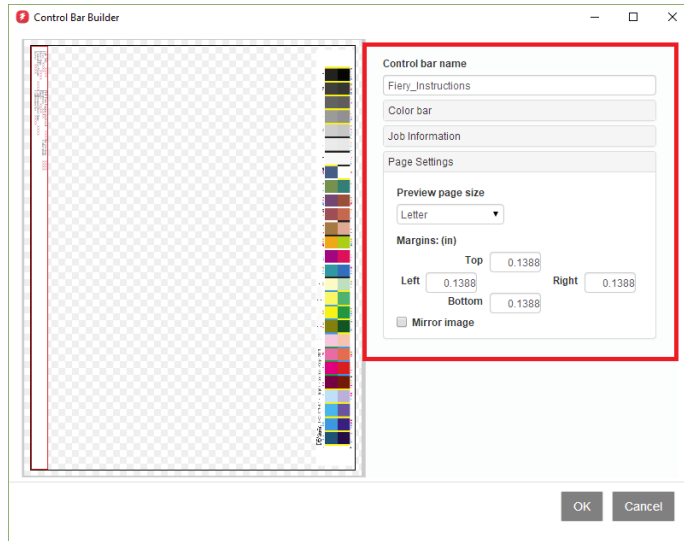 Control Bar Builder
Control bar name
Fiery_Instructions
Color bar
Job Information
Page Settings
Preview page size
Letter
Margins: (in)
Top 0.1388
Left 0.1388 Right 0.1388
Bottom 0.1388
Mirror image
OK Cancel